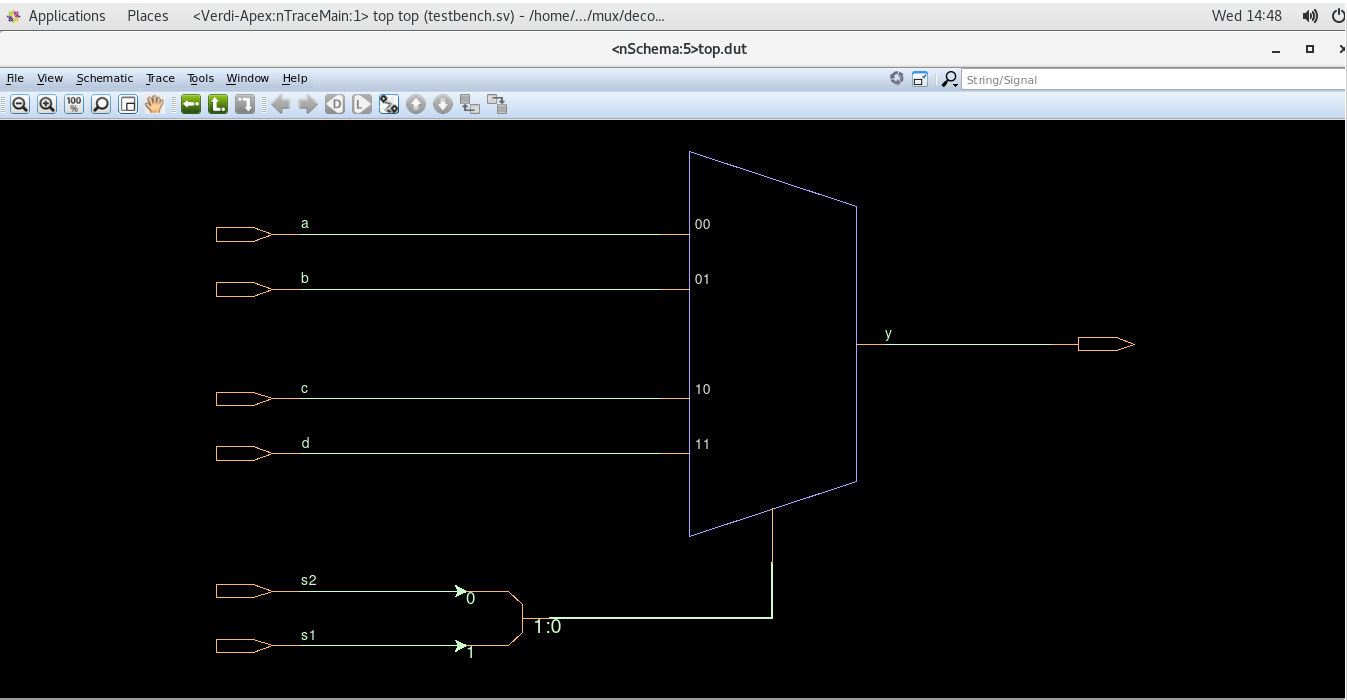 Applications Places <Verdi-Apex:nTraceMain:1> top top (testbench.sv) - /home/.../mux/deco... Wed 14:48
<nSchema:5>top.dut
File View Schematic Trace Tools Window Help String/Signal
100 %
D L
a
00
b
01
y
c
10
d
11
s2
0
1:0
s1
1